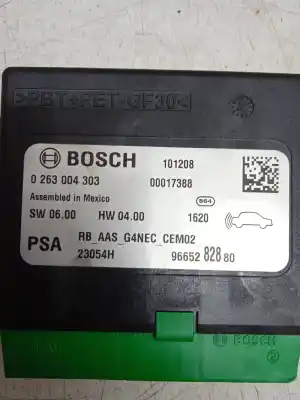 >PBT+PET-GF30<
BOSCH 101208
0 263 004 303 00017388
Assembled in Mexico 864
SW 06.00 HW 04.00 1620
PSA RB_AAS_G4NEC_CEM02
23054H 96652 828 80
BOSCH